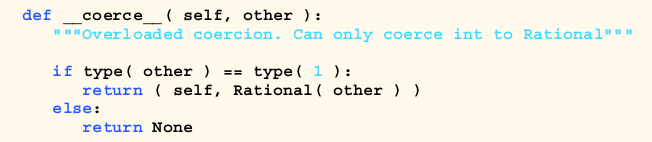 def __coerce__( self, other ):
"""Overloaded coercion. Can only coerce int to Rational"""
if type( other ) == type( 1 ):
return ( self, Rational( other ) )
else:
return None